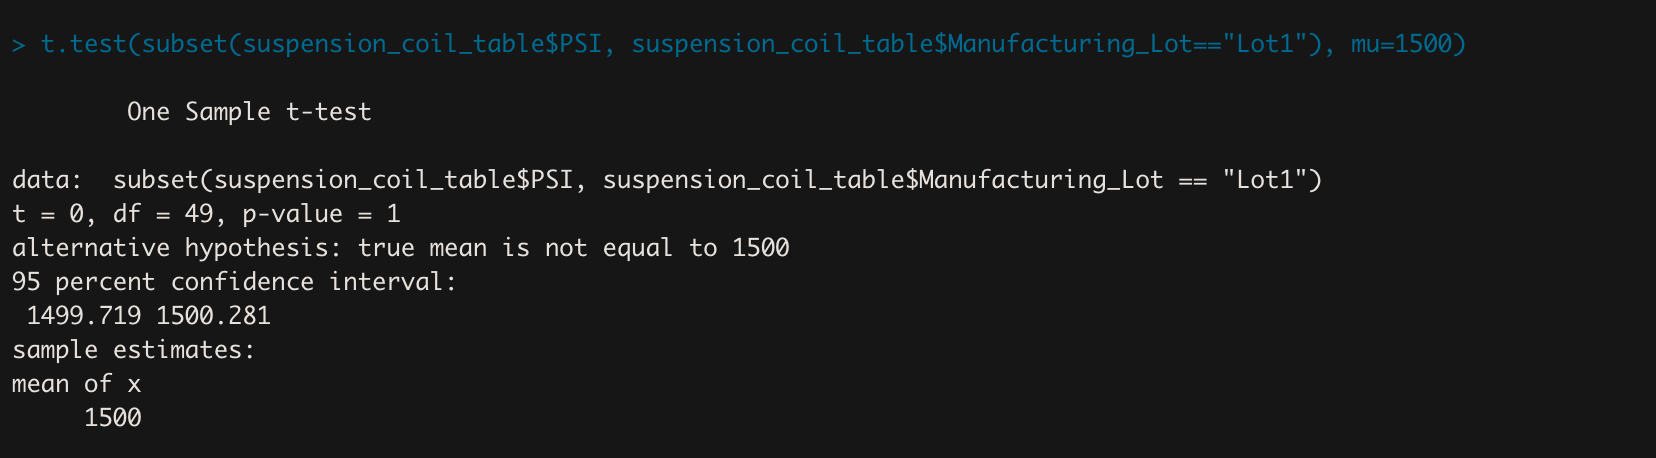 > t.test(subset(suspension_coil_table$PSI, suspension_coil_table$Manufacturing_Lot=="Lot1"), mu=1500)
One Sample t-test
data:  subset(suspension_coil_table$PSI, suspension_coil_table$Manufacturing_Lot == "Lot1")
t = 0, df = 49, p-value = 1
alternative hypothesis: true mean is not equal to 1500
95 percent confidence interval:
 1499.719 1500.281
sample estimates:
mean of x
     1500